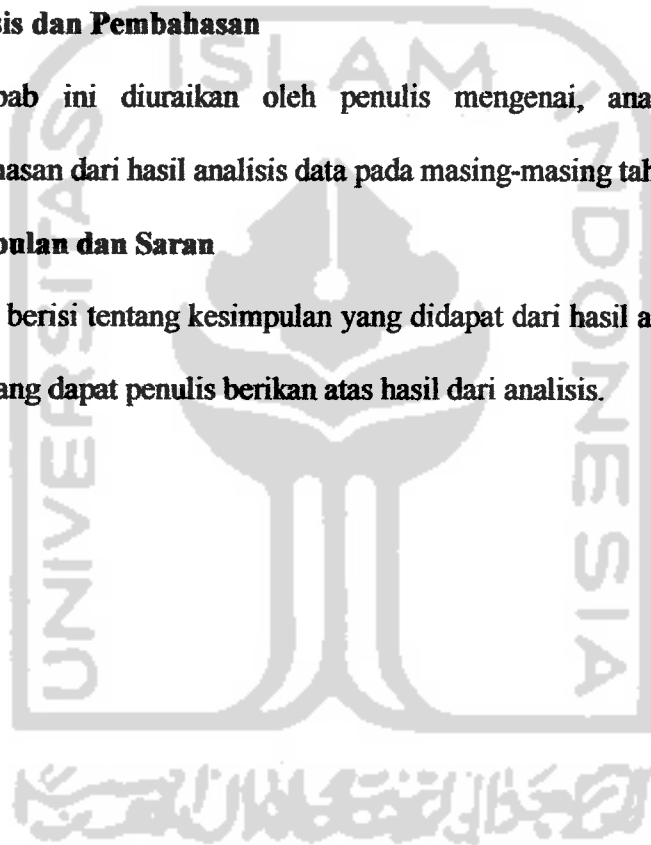 sis dan Pembahasan
bab ini diuraikan oleh penulis mengenai, ana
hasan dari hasil analisis data pada masing-masing tah
pulan dan Saran
berisi tentang kesimpulan yang didapat dari hasil a
ang dapat penulis berikan atas hasil dari analisis.
UNIVERSITAS
ISLAM
INDONESIA